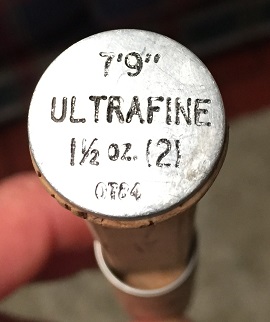 7'9"
ULTRAFINE
1½ oz. (2)